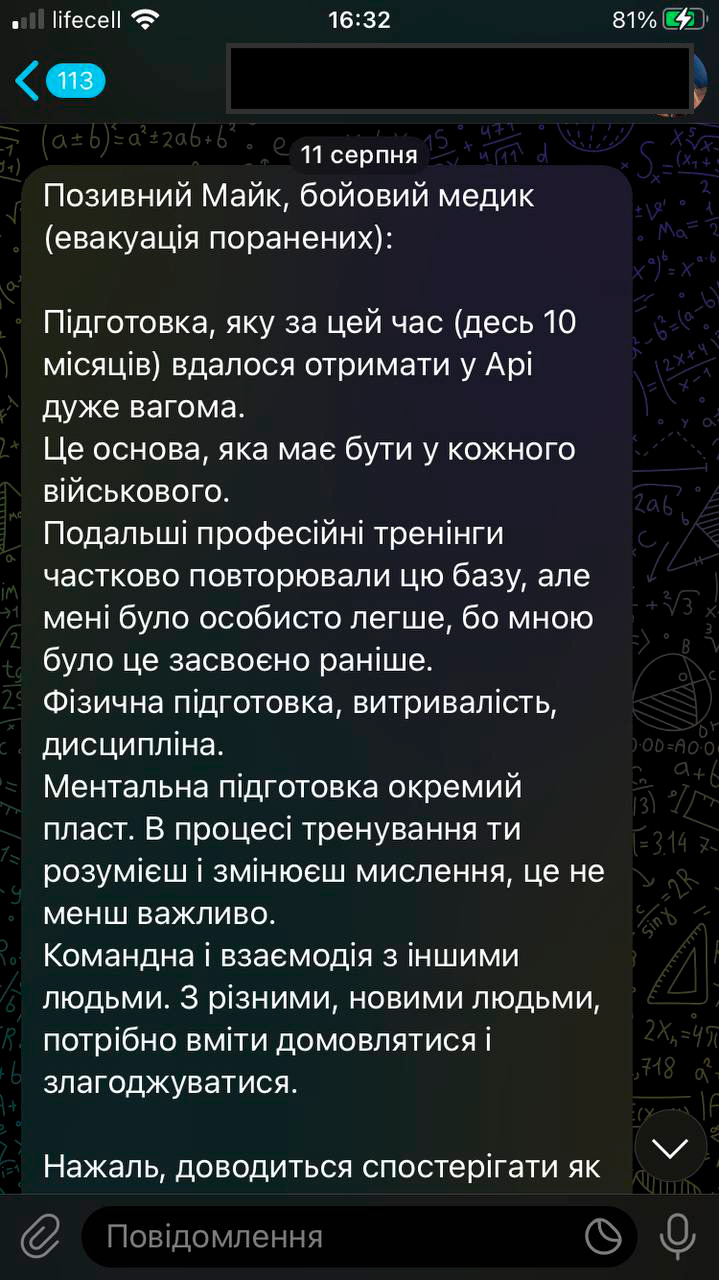 lifecell
16:32
81%
113
11 серпня
Позивний Майк, бойовий медик
(евакуація поранених):
Підготовка, яку за цей час (десь 10
місяців) вдалося отримати у Арі
дуже вагома.
Це основа, яка має бути у кожного
військового.
Подальші професійні тренінги
частково повторювали цю базу, але
мені було особисто легше, бо мною
було це засвоєно раніше.
Фізична підготовка, витривалість,
дисципліна.
Ментальна підготовка окремий
пласт. В процесі тренування ти
розумієш і змінюєш мислення, це не
менш важливо.
Командна і взаємодія з іншими
людьми. З різними, новими людьми,
потрібно вміти домовлятися і
злагоджуватися.
Нажаль, доводиться спостерігати як
Повідомлення